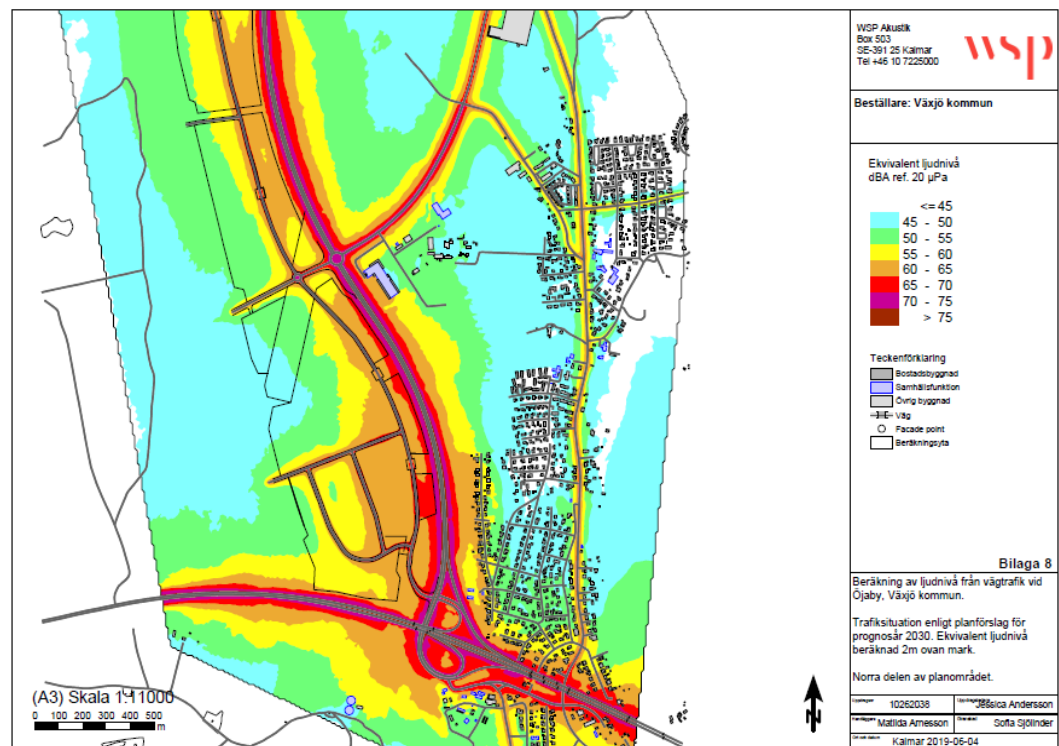 WSP Akustik
Box 503
SE-391 25 Kalmar
Tel +46 10 7225000
wsp
Beställare: Växjö kommun
Ekvivalent ljudnivå
dBA ref. 20 µPa
<= 45
45 - 50
50 - 55
55 - 60
60 - 65
65 - 70
70 - 75
> 75
Teckenförklaring
Bostadsbyggnad
Samhällsfunktion
Övrig byggnad
Väg
Facade point
Beräkningsyta
Bilaga 8
Beräkning av ljudnivå från vägtrafik vid
Öjaby, Växjö kommun.
Trafiksituation enligt planförslag för
prognosår 2030. Ekvivalent ljudnivå
beräknad 2m ovan mark.
Norra delen av planområdet.
10262038 Jessica Andersson
Matilda Arnesson Sofia Sjölinder
Kalmar 2019-06-04
(A3) Skala 1:11000
0 100 200 300 400 500
m
N